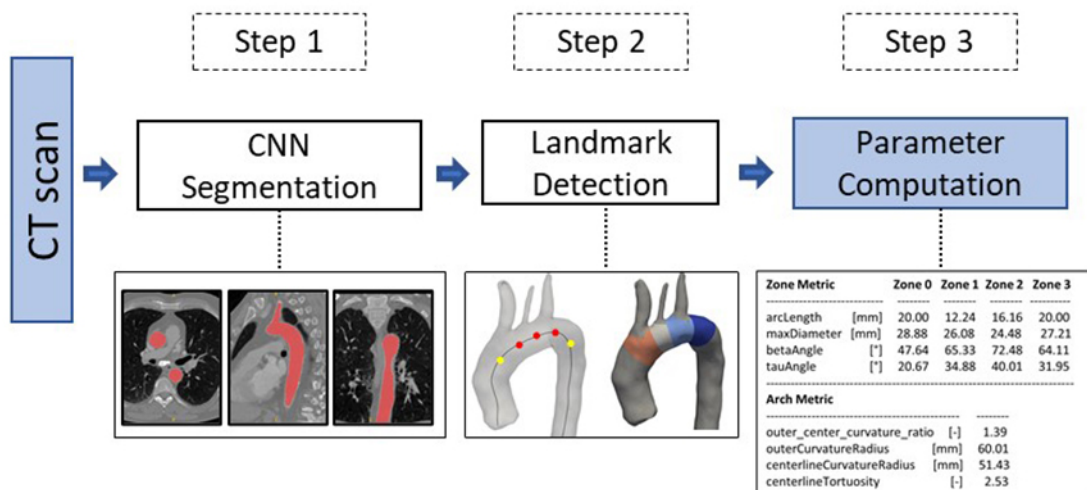 Step 1
Step 2
Step 3
CT scan
CNN
Segmentation
Landmark
Detection
Parameter
Computation
Zone Metric Zone 0 Zone 1 Zone 2 Zone 3
arcLength [mm] 20.00 12.24 16.16 20.00
maxDiameter [mm] 28.88 26.08 24.48 27.21
betaAngle [°] 47.64 65.33 72.48 64.11
tauAngle [°] 20.67 34.88 40.01 31.95
Arch Metric
outer_center_curvature_ratio [-] 1.39
outerCurvatureRadius [mm] 60.01
centerlineCurvatureRadius [mm] 51.43
centerlineTortuosity [-] 2.53